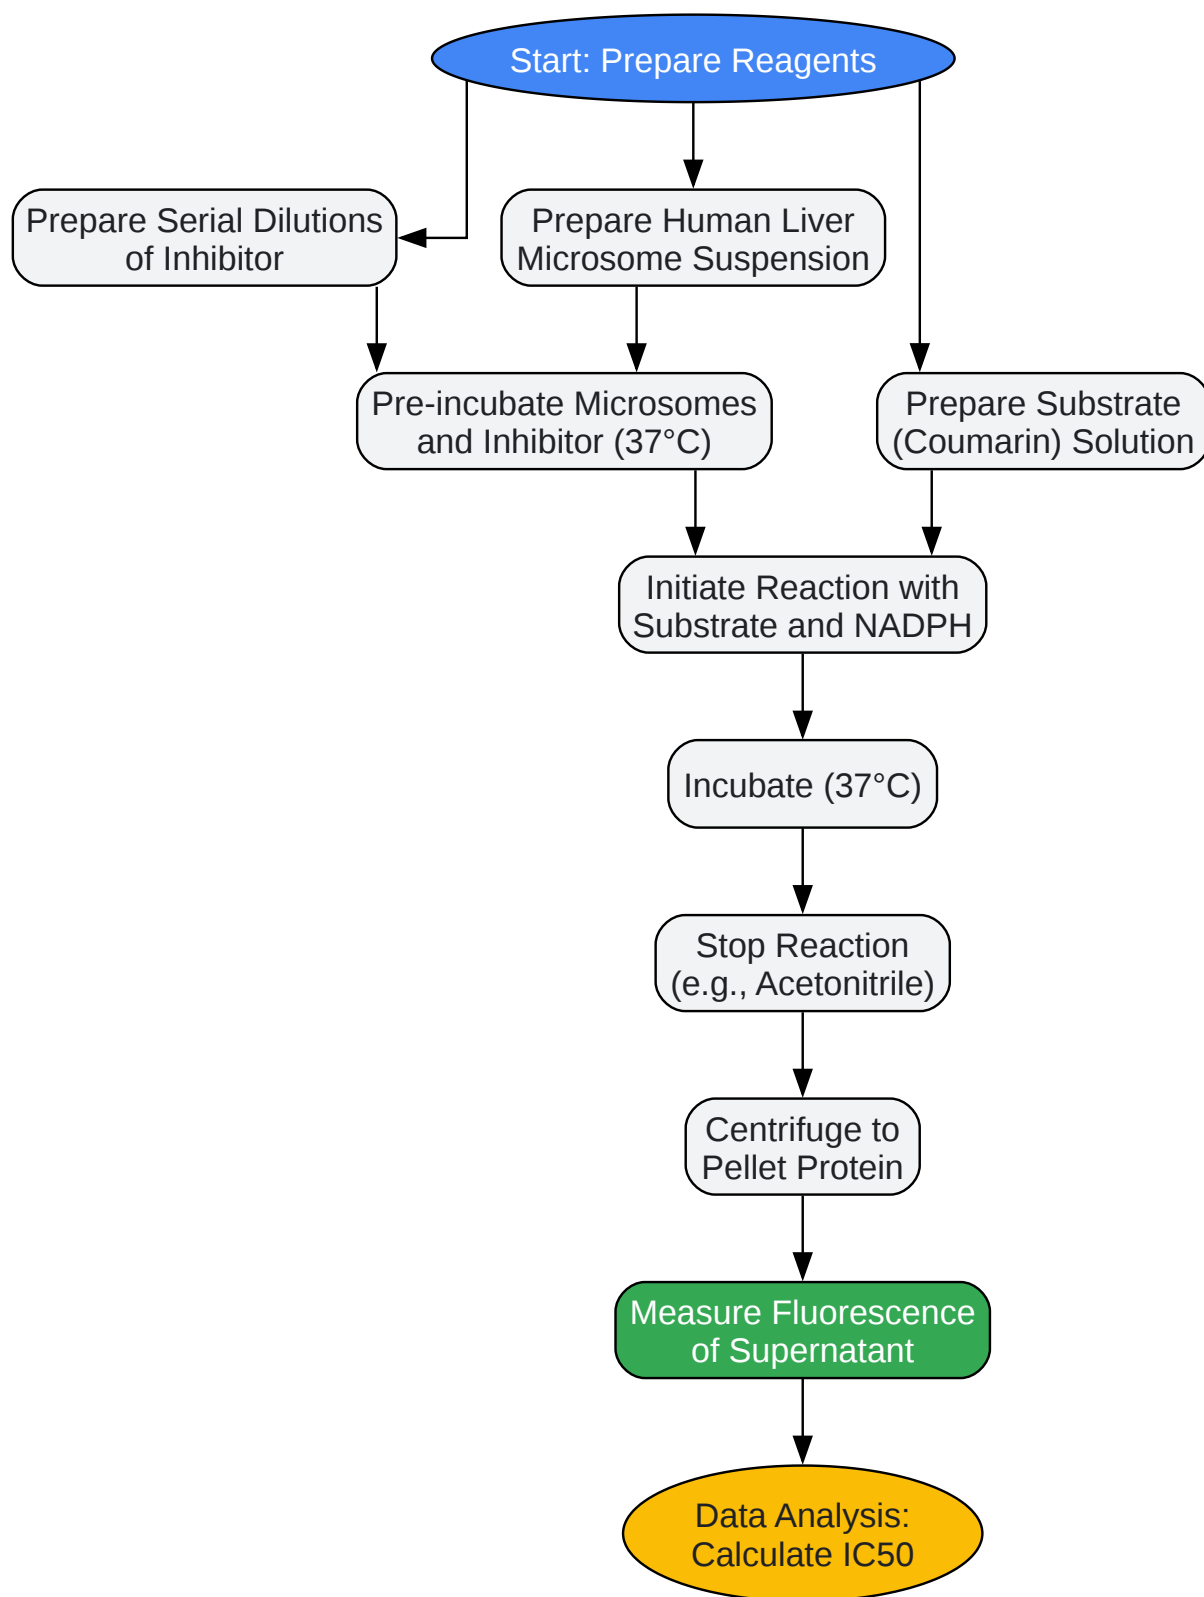 Start: Prepare Reagents
Prepare Serial Dilutions
of Inhibitor
Prepare Human Liver
Microsome Suspension
Pre-incubate Microsomes
and Inhibitor (37°C)
Prepare Substrate
(Coumarin) Solution
Initiate Reaction with
Substrate and NADPH
Incubate (37°C)
Stop Reaction
(e.g., Acetonitrile)
Centrifuge to
Pellet Protein
Measure Fluorescence
of Supernatant
Data Analysis:
Calculate IC50